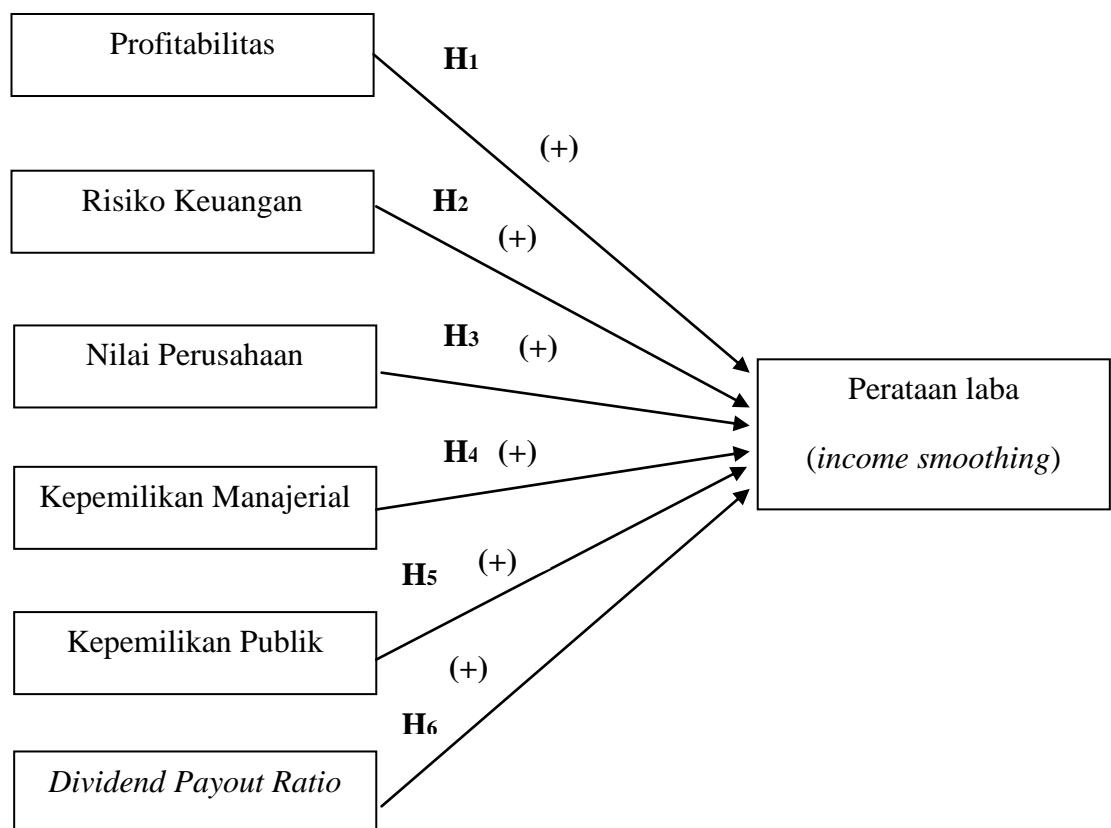 Profitabilitas
H1
(+)
Risiko Keuangan
H2
(+)
Nilai Perusahaan
H3 (+)
Perataan laba
(income smoothing)
Kepemilikan Manajerial
H4 (+)
H5 (+)
Kepemilikan Publik
(+)
H6
Dividend Payout Ratio